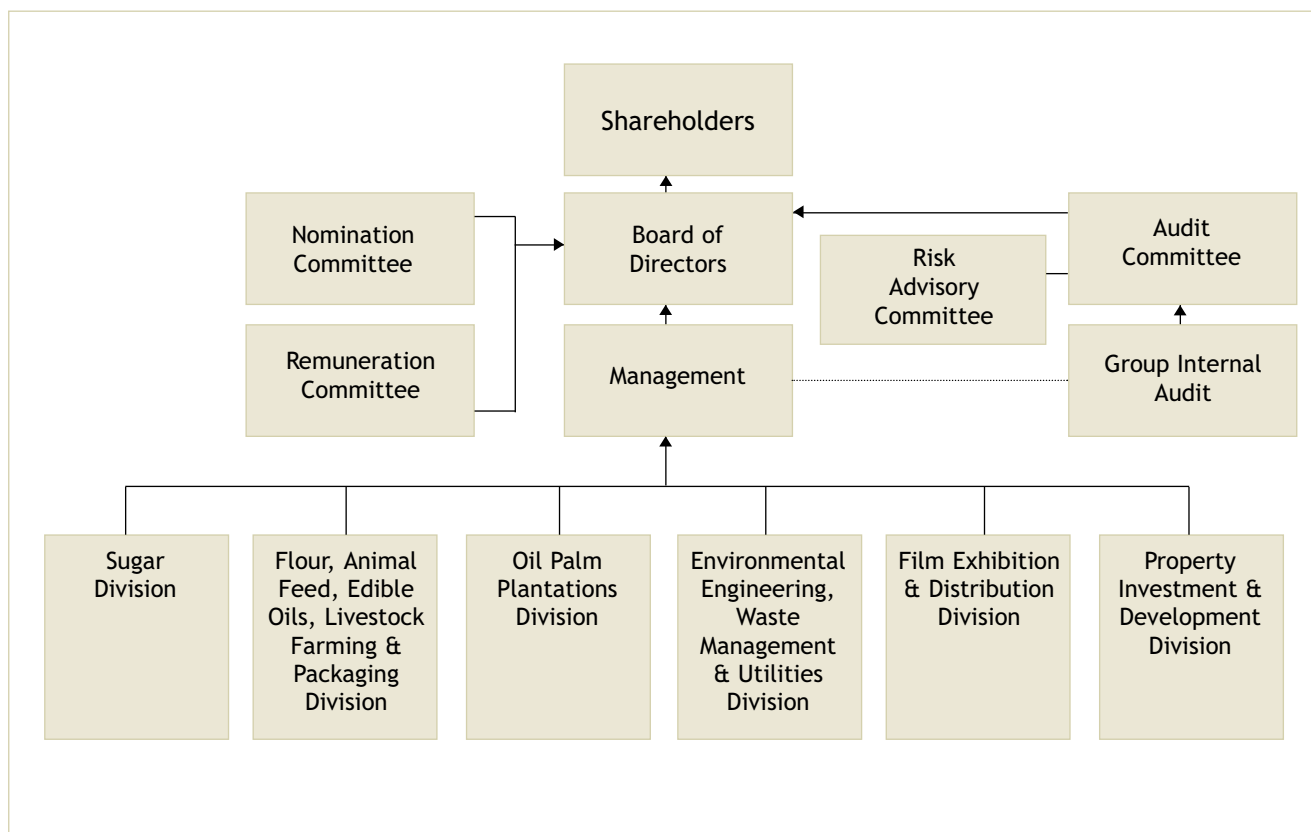 Shareholders
Nomination
Committee
Board of
Directors
Audit
Committee
Risk
Advisory
Committee
Remuneration
Committee
Management
Group Internal
Audit
Sugar
Division
Flour, Animal
Feed, Edible
Oils, Livestock
Farming &
Packaging
Division
Oil Palm
Plantations
Division
Environmental
Engineering,
Waste
Management
& Utilities
Division
Film Exhibition
& Distribution
Division
Property
Investment &
Development
Division